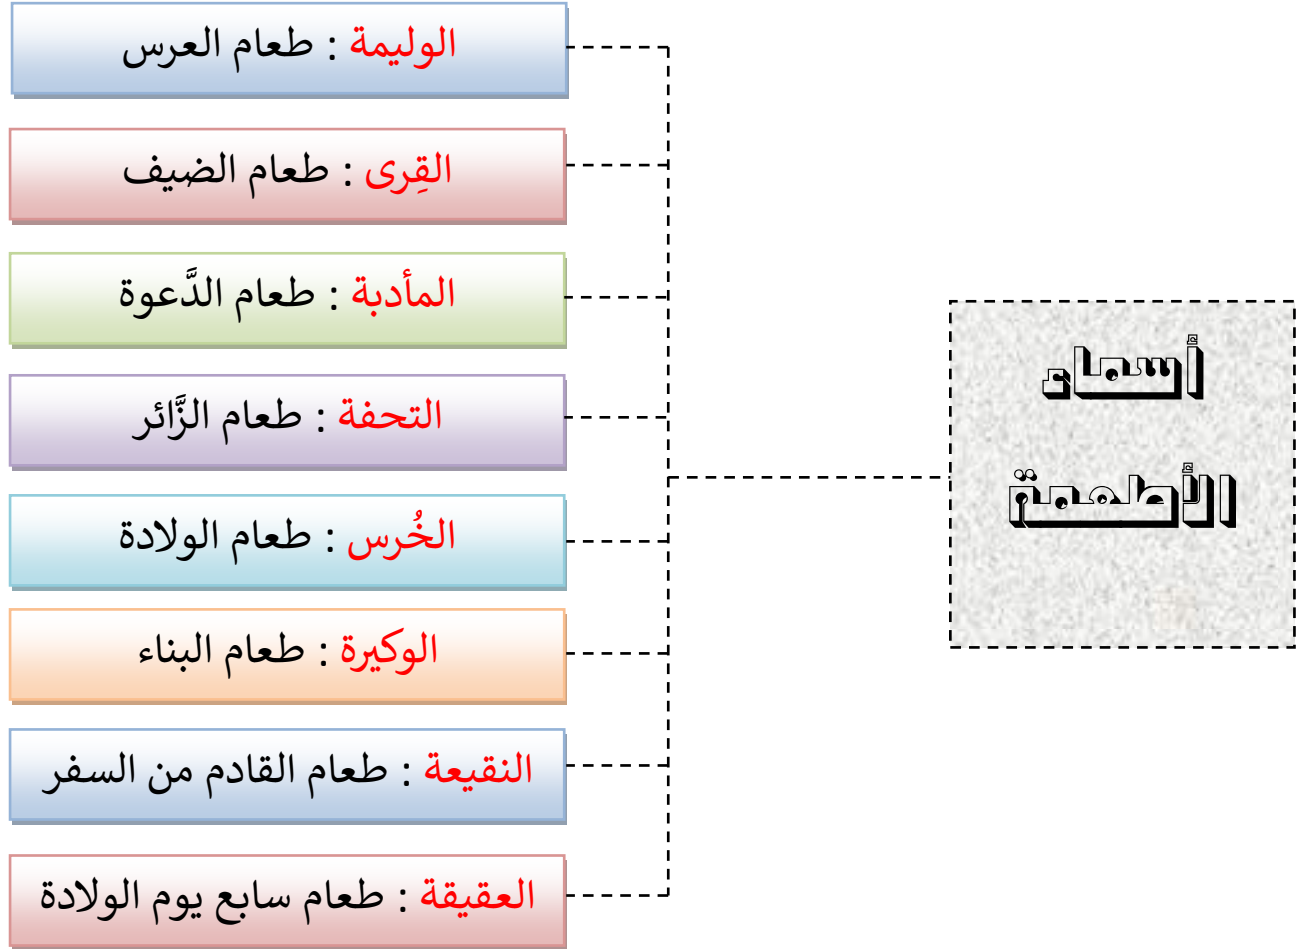 أسماء
الأطعمة
الوليمة : طعام العرس
القِرى : طعام الضيف
المأدبة : طعام الدَّعوة
التحفة : طعام الزَّائر
الخُرس : طعام الولادة
الوكيرة : طعام البناء
النقيعة : طعام القادم من السفر
العقيقة : طعام سابع يوم الولادة